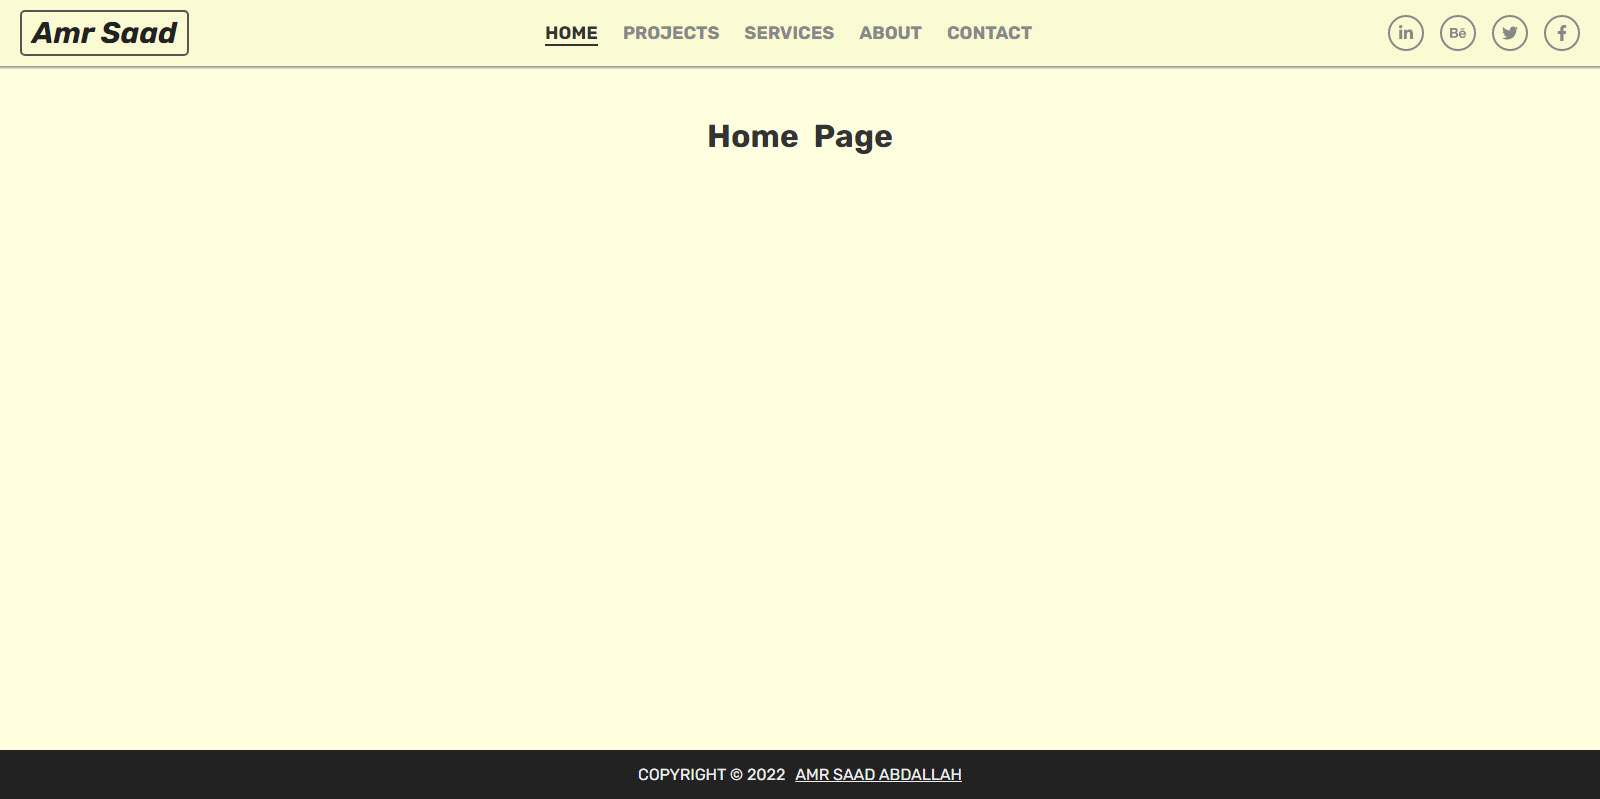 Amr Saad
HOME PROJECTS SERVICES ABOUT CONTACT
in Bē
Home Page
COPYRIGHT © 2022 AMR SAAD ABDALLAH